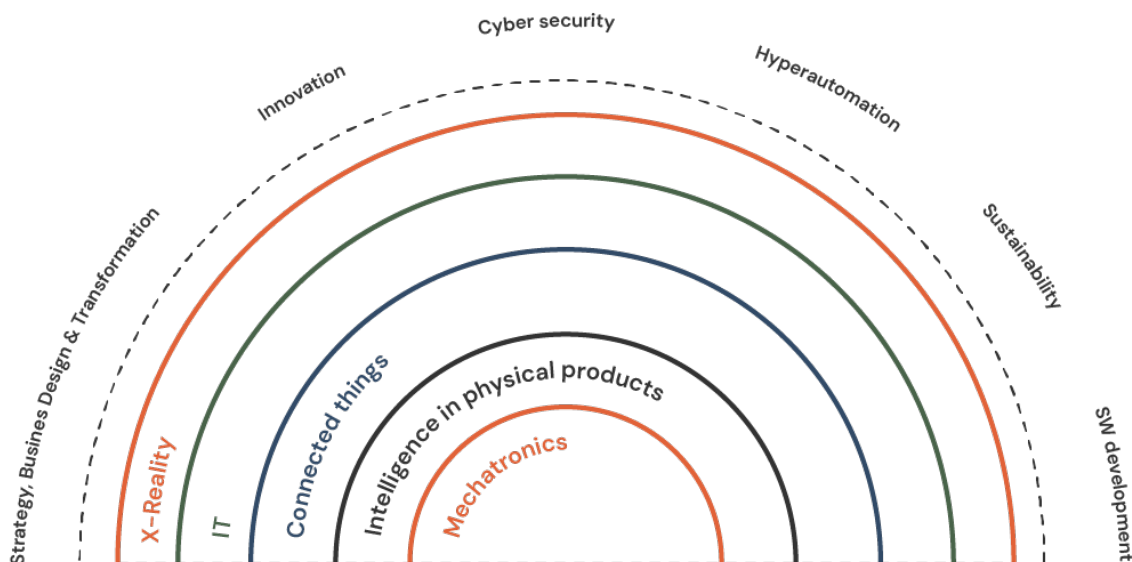 Cyber security
Innovation
Hyperautomation
Strategy, Business Design & Transformation
Sustainability
SW development
X-Reality
IT
Connected things
Intelligence in physical products
Mechatronics